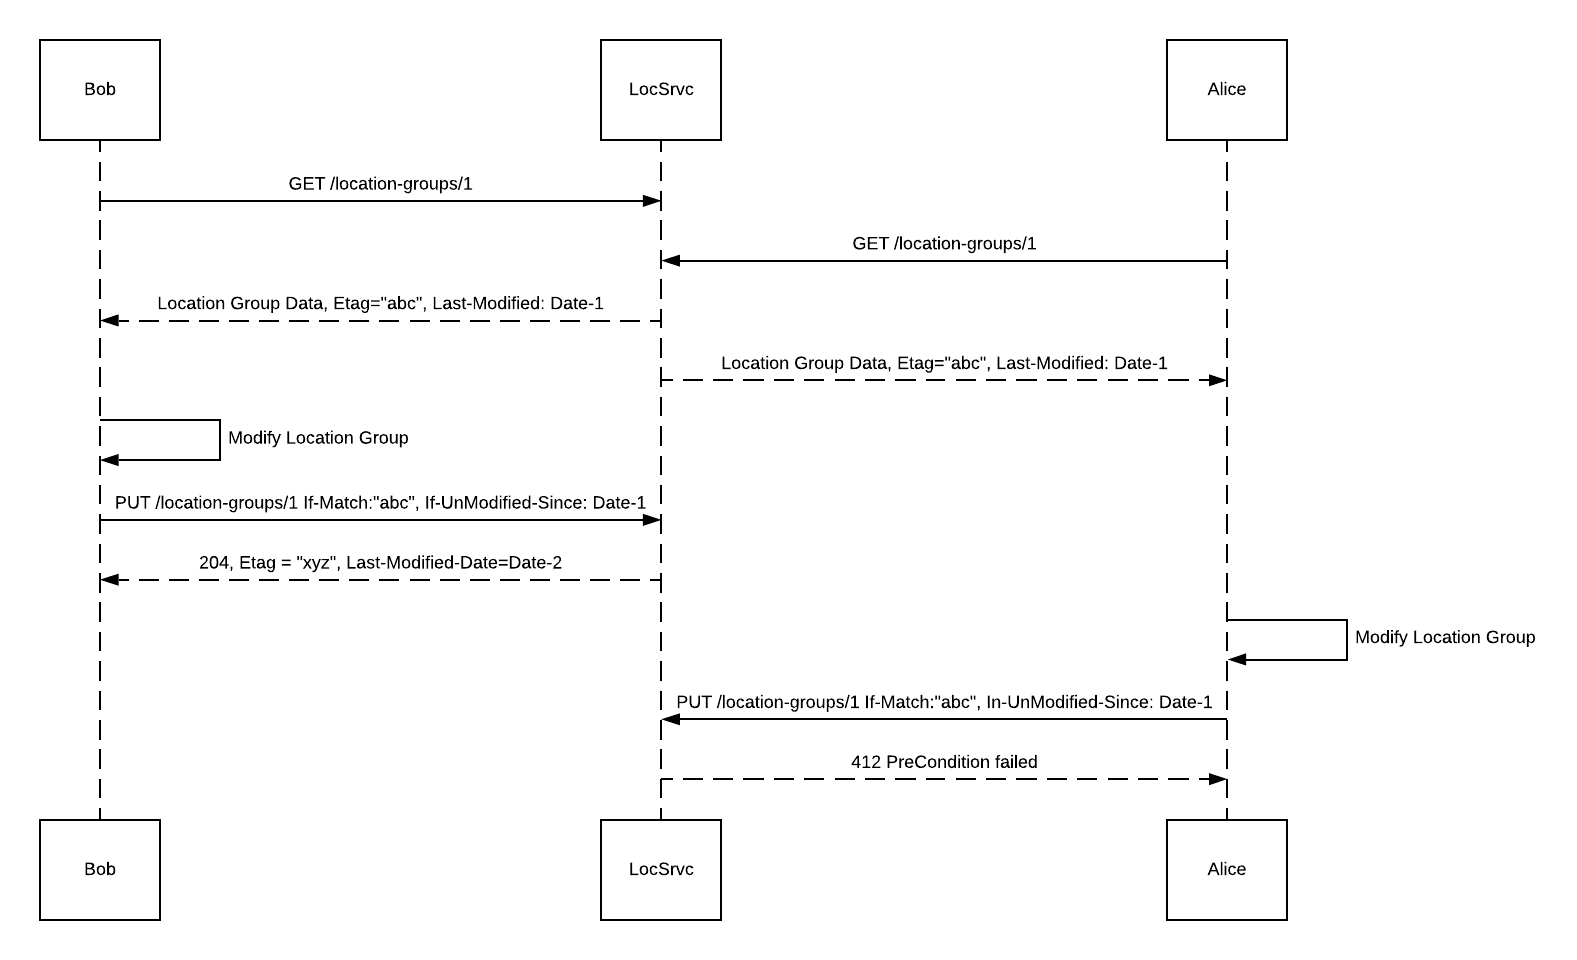 Bob
LocSrvc
Alice
GET /location-groups/1
GET /location-groups/1
Location Group Data, Etag="abc", Last-Modified: Date-1
Location Group Data, Etag="abc", Last-Modified: Date-1
Modify Location Group
PUT /location-groups/1 If-Match:"abc", If-UnModified-Since: Date-1
204, Etag = "xyz", Last-Modified-Date=Date-2
Modify Location Group
PUT /location-groups/1 If-Match:"abc", In-UnModified-Since: Date-1
412 PreCondition failed
Bob
LocSrvc
Alice